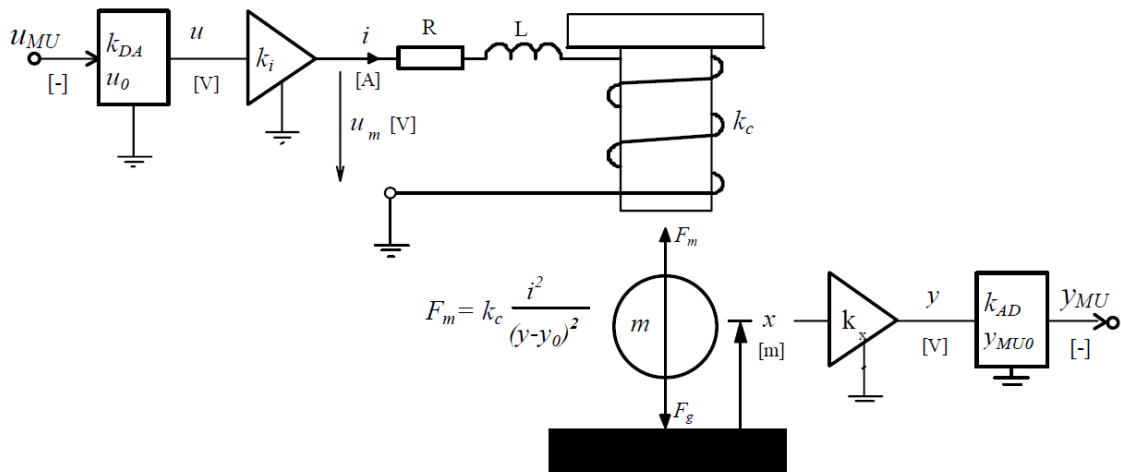 u_MU
[-]
k_DA
u_0
u
[V]
k_i
i
[A]
u_m [V]
R
L
k_c
F_m
F_m = k_c i^2 / (y-y_0)^2
m
F_g
x
[m]
k_x
y
[V]
k_AD
y_MU0
y_MU
[-]